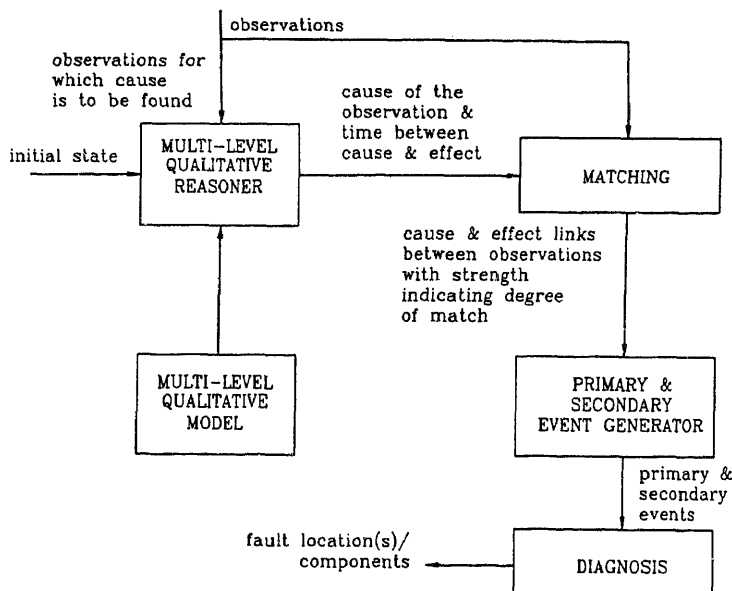 observations
observations for
which cause
is to be found
cause of the
observation &
time between
cause & effect
initial state
MULTI-LEVEL
QUALITATIVE
REASONER
MATCHING
cause & effect links
between observations
with strength
indicating degree
of match
MULTI-LEVEL
QUALITATIVE
MODEL
PRIMARY &
SECONDARY
EVENT GENERATOR
primary &
secondary
events
fault location(s)/
components
DIAGNOSIS